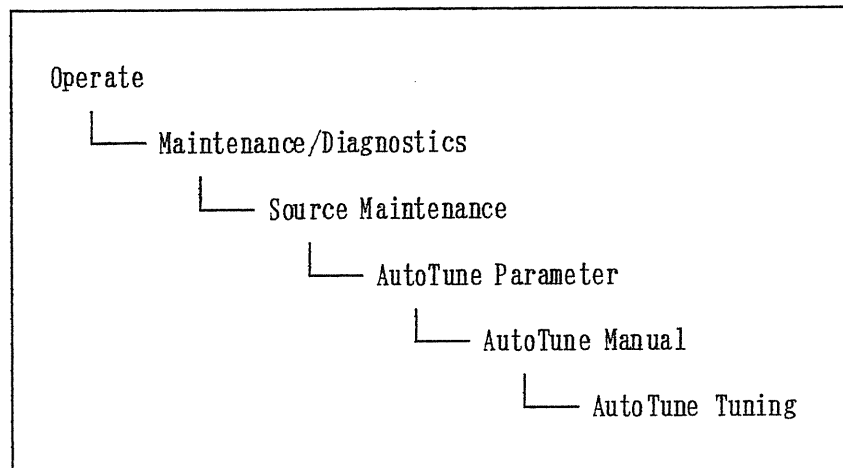 Operate
Maintenance/Diagnostics
Source Maintenance
AutoTune Parameter
AutoTune Manual
AutoTune Tuning